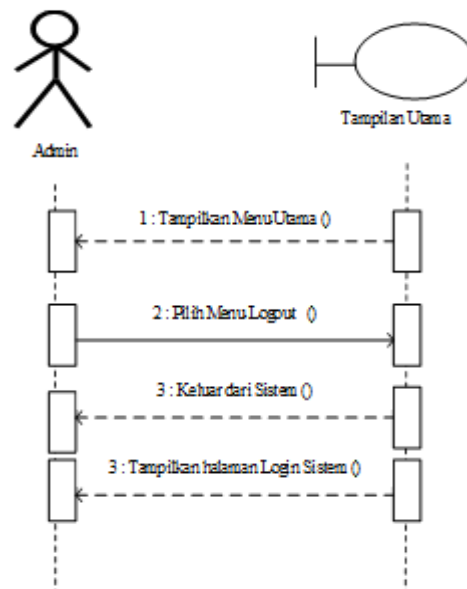 Admin
Tampilan Utama
1 : Tampilkan Menu Utama ()
2 : Pilih Menu Logout ()
3 : Keluar dari Sistem ()
3 : Tampilkan halaman Login Sistem ()